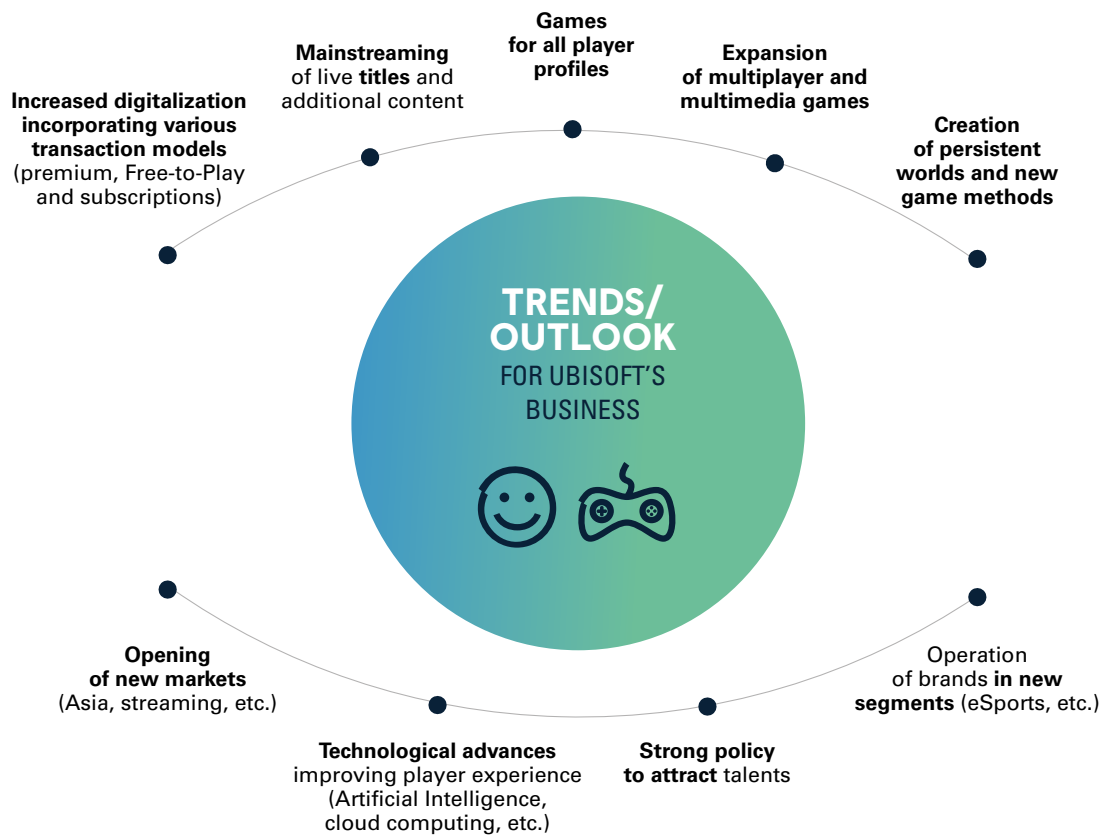 Games
for all player
profiles
Mainstreaming
of live titles and
additional content
Expansion
of multiplayer and
multimedia games
Increased digitalization
incorporating various
transaction models
(premium, Free-to-Play
and subscriptions)
Creation
of persistent
worlds and new
game methods
TRENDS/
OUTLOOK
FOR UBISOFT'S
BUSINESS
Opening
of new markets
(Asia, streaming, etc.)
Operation
of brands in new
segments (eSports, etc.)
Technological advances
improving player experience
(Artificial Intelligence,
cloud computing, etc.)
Strong policy
to attract talents